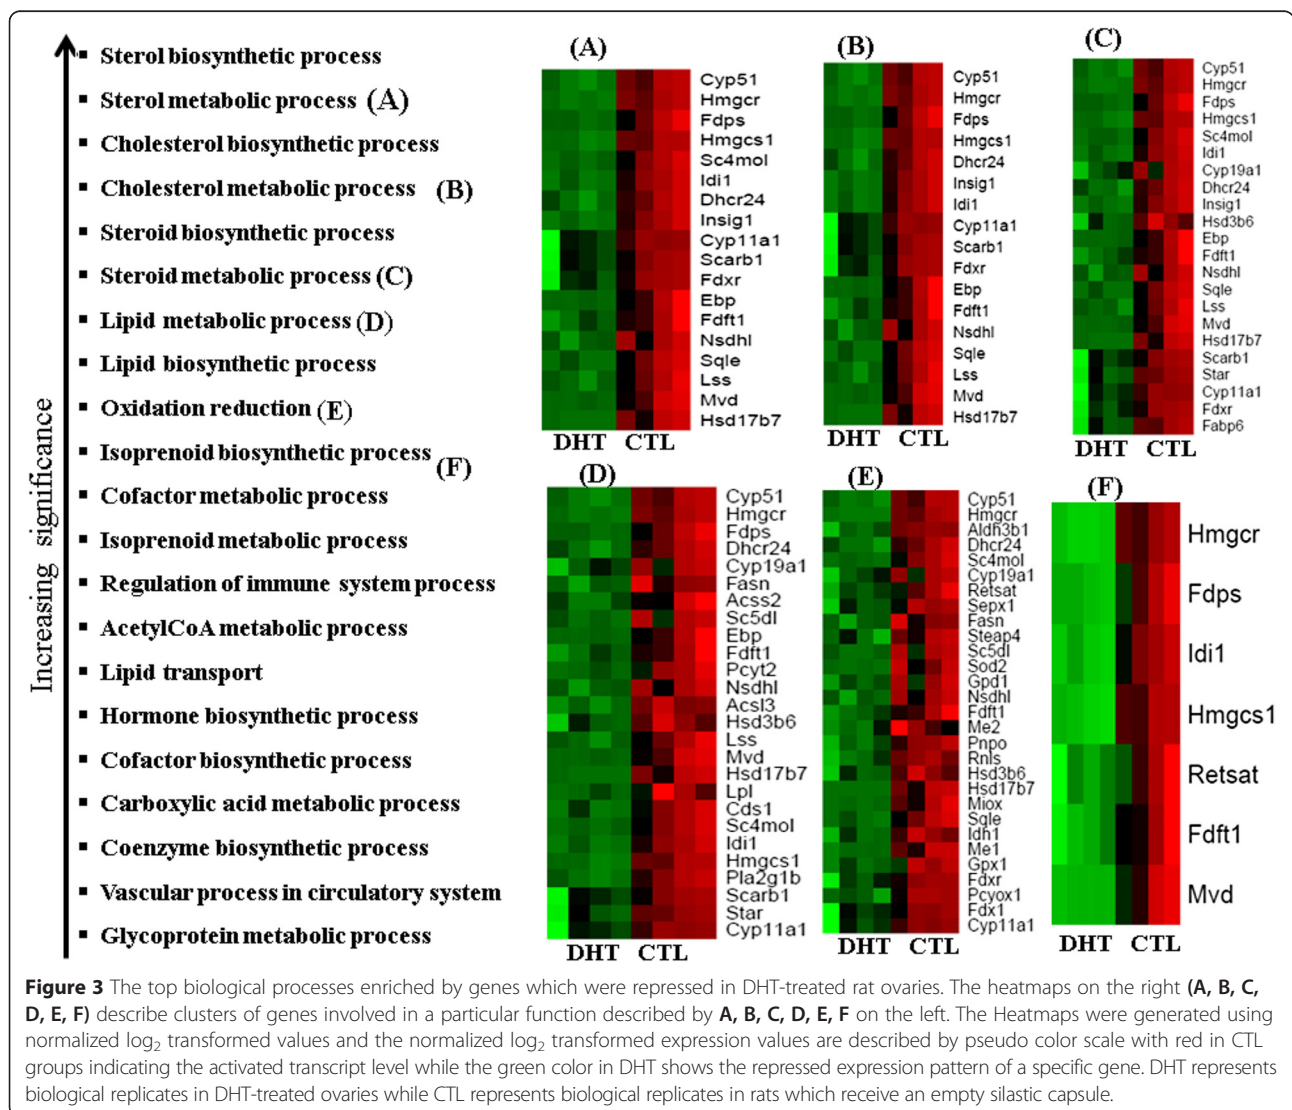 Increasing significance
▪ Sterol biosynthetic process
▪ Sterol metabolic process (A)
▪ Cholesterol biosynthetic process
▪ Cholesterol metabolic process (B)
▪ Steroid biosynthetic process
▪ Steroid metabolic process (C)
▪ Lipid metabolic process (D)
▪ Lipid biosynthetic process
▪ Oxidation reduction (E)
▪ Isoprenoid biosynthetic process (F)
▪ Cofactor metabolic process
▪ Isoprenoid metabolic process
▪ Regulation of immune system process
▪ AcetylCoA metabolic process
▪ Lipid transport
▪ Hormone biosynthetic process
▪ Cofactor biosynthetic process
▪ Carboxylic acid metabolic process
▪ Coenzyme biosynthetic process
▪ Vascular process in circulatory system
▪ Glycoprotein metabolic process
(A)
Cyp51
Hmgcr
Fdps
Hmgcs1
Sc4mol
Idi1
Dhcr24
Insig1
Cyp11a1
Scarb1
Fdxr
Ebp
Fdft1
Nsdhl
Sqle
Lss
Mvd
Hsd17b7
DHT CTL
(B)
Cyp51
Hmgcr
Fdps
Hmgcs1
Dhcr24
Insig1
Idi1
Cyp11a1
Scarb1
Fdxr
Ebp
Fdft1
Nsdhl
Sqle
Lss
Mvd
Hsd17b7
DHT CTL
(C)
Cyp51
Hmgcr
Fdps
Hmgcs1
Sc4mol
Idi1
Cyp19a1
Dhcr24
Insig1
Hsd3b6
Ebp
Fdft1
Nsdhl
Sqle
Lss
Mvd
Hsd17b7
Scarb1
Star
Cyp11a1
Fdxr
Fabp6
DHT CTL
(D)
Cyp51
Hmgcr
Fdps
Dhcr24
Cyp19a1
Fasn
Acss2
Sc5dl
Ebp
Fdft1
Pcyt2
Nsdhl
Acsl3
Hsd3b6
Lss
Mvd
Hsd17b7
Lpl
Cds1
Sc4mol
Idi1
Hmgcs1
Pla2g1b
Scarb1
Star
Cyp11a1
DHT CTL
(E)
Cyp51
Hmgcr
Aldh3b1
Dhcr24
Sc4mol
Cyp19a1
Retsat
Sepx1
Fasn
Steap4
Sc5dl
Sod2
Gpd1
Nsdhl
Fdft1
Me2
Pnpo
Rnls
Hsd3b6
Hsd17b7
Miox
Sqle
Idh1
Me1
Gpx1
Fdxr
Pcyox1
Fdx1
Cyp11a1
DHT CTL
(F)
Hmgcr
Fdps
Idi1
Hmgcs1
Retsat
Fdft1
Mvd
DHT CTL
Figure 3 The top biological processes enriched by genes which were repressed in DHT-treated rat ovaries. The heatmaps on the right (A, B, C,
D, E, F) describe clusters of genes involved in a particular function described by A, B, C, D, E, F on the left. The Heatmaps were generated using
normalized log₂ transformed values and the normalized log₂ transformed expression values are described by pseudo color scale with red in CTL
groups indicating the activated transcript level while the green color in DHT shows the repressed expression pattern of a specific gene. DHT represents
biological replicates in DHT-treated ovaries while CTL represents biological replicates in rats which receive an empty silastic capsule.